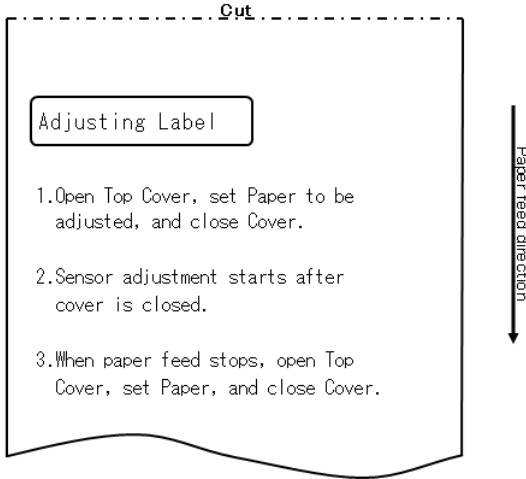 Cut
Adjusting Label
1.Open Top Cover, set Paper to be
adjusted, and close Cover.
2.Sensor adjustment starts after
cover is closed.
3.When paper feed stops, open Top
Cover, set Paper, and close Cover.
Paper feed direction